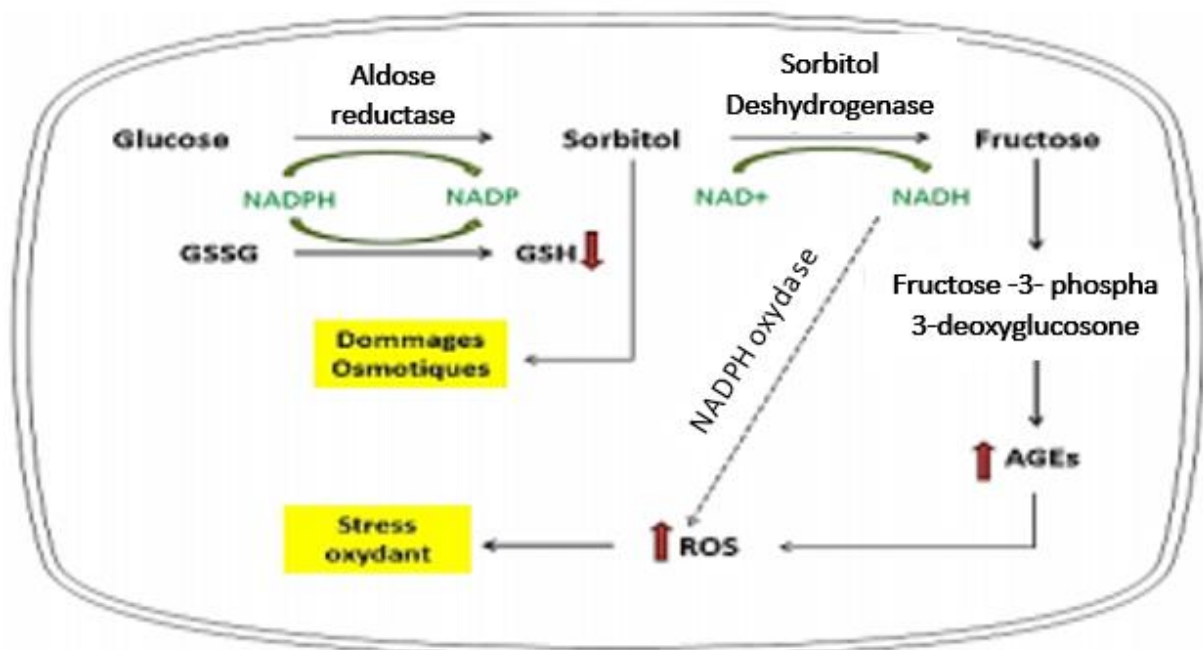 Aldose
reductase
Sorbitol
Deshydrogenase
Glucose
Sorbitol
Fructose
NADPH
NADP
NAD+
NADH
GSSG
GSH
NADPH oxydase
Fructose -3- phospha
3-deoxyglucosone
Dommages
Osmotiques
AGEs
Stress
oxydant
ROS